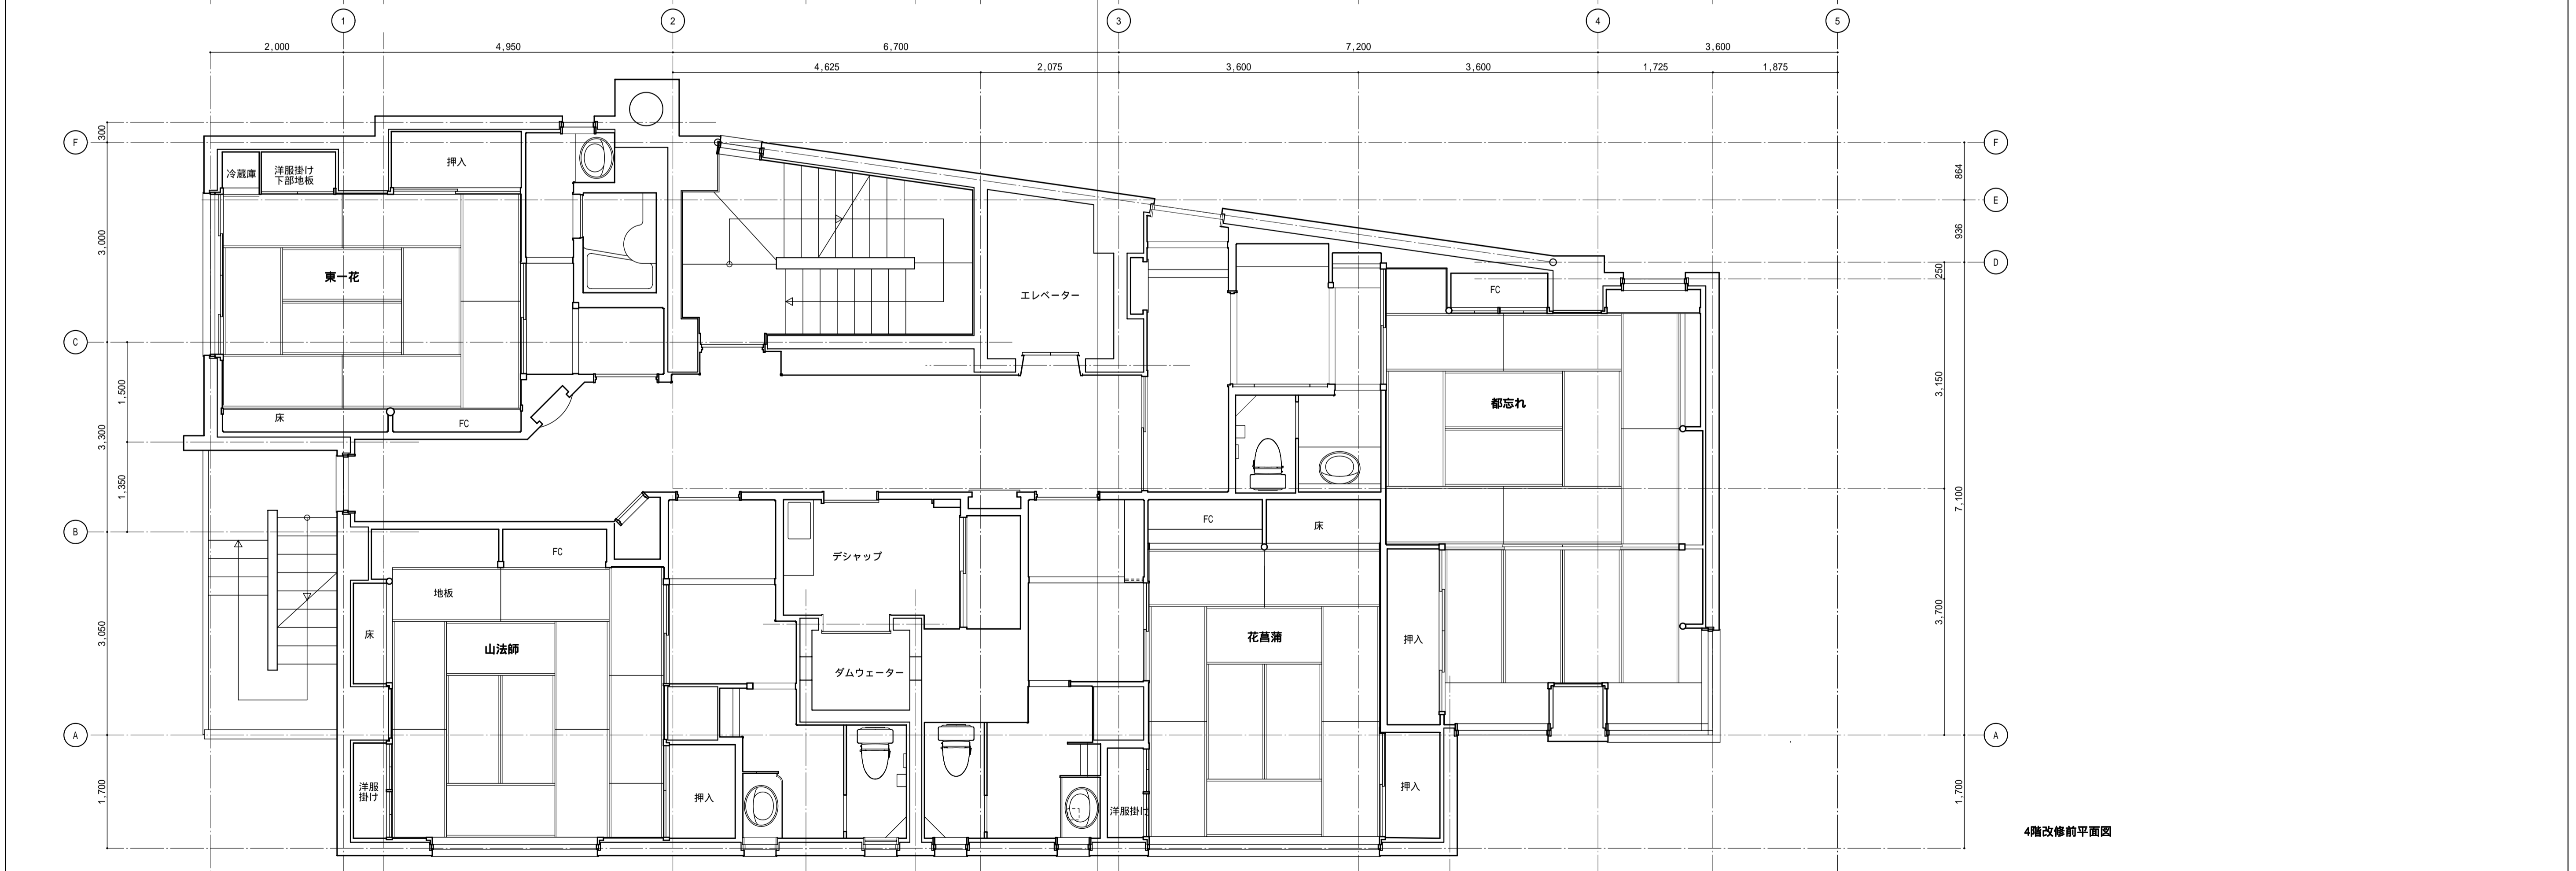 1
2
3
4
5
2,000
4,950
6,700
7,200
3,600
4,625
2,075
3,600
3,600
1,725
1,875
300
F
F
864
押入
冷蔵庫
洋服掛け
下部地板
E
936
3,000
D
250
東一花
FC
エレベーター
C
1,500
3,150
都忘れ
床
FC
3,300
1,350
7,100
B
FC
床
FC
デシャップ
地板
3,700
3,050
床
山法師
花菖蒲
押入
ダムウェーター
A
A
1,700
洋服
掛け
押入
押入
1,700
洋服掛け
4階改修前平面図